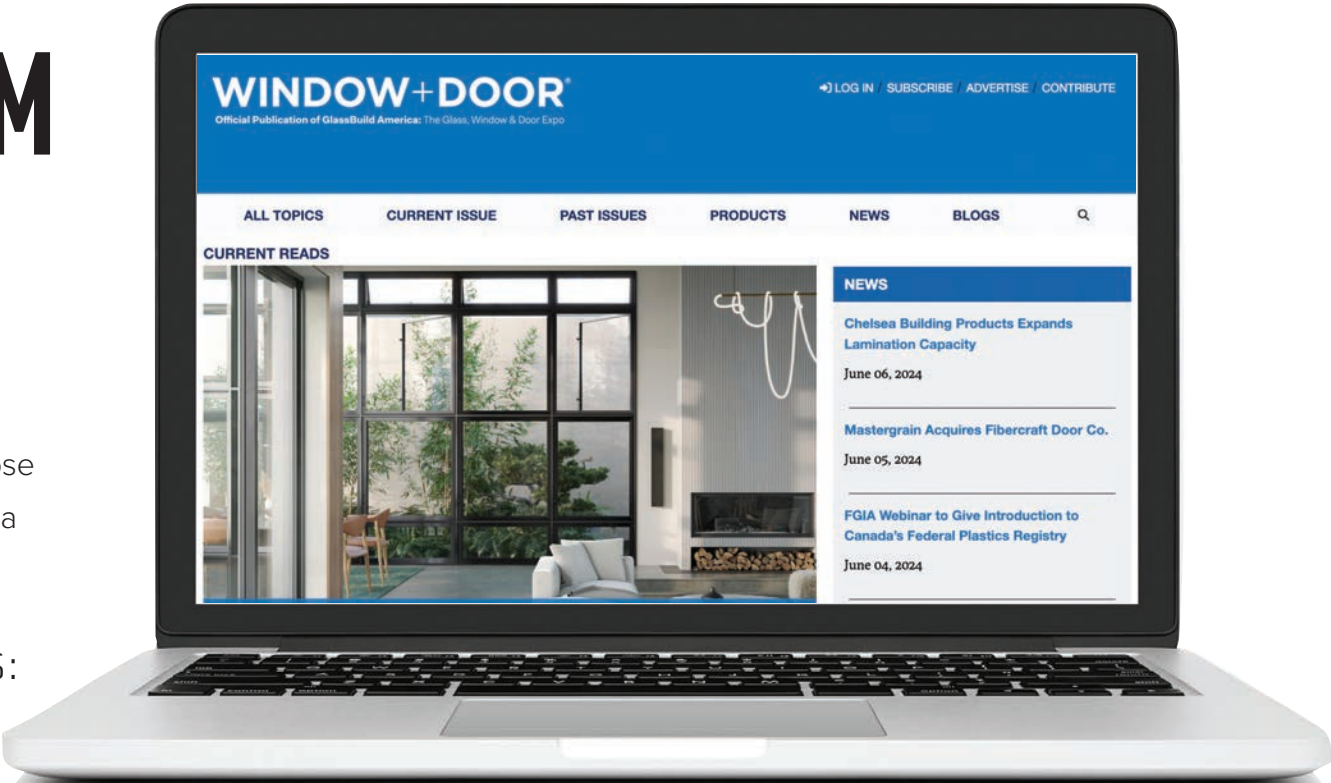 M
ose
a
S:
WINDOW+DOOR®
Official Publication of GlassBuild America: The Glass, Window & Door Expo
LOG IN / SUBSCRIBE / ADVERTISE / CONTRIBUTE
ALL TOPICS CURRENT ISSUE PAST ISSUES PRODUCTS NEWS BLOGS
CURRENT READS
NEWS
Chelsea Building Products Expands
Lamination Capacity
June 06, 2024
Mastergrain Acquires Fibercraft Door Co.
June 05, 2024
FGIA Webinar to Give Introduction to
Canada's Federal Plastics Registry
June 04, 2024